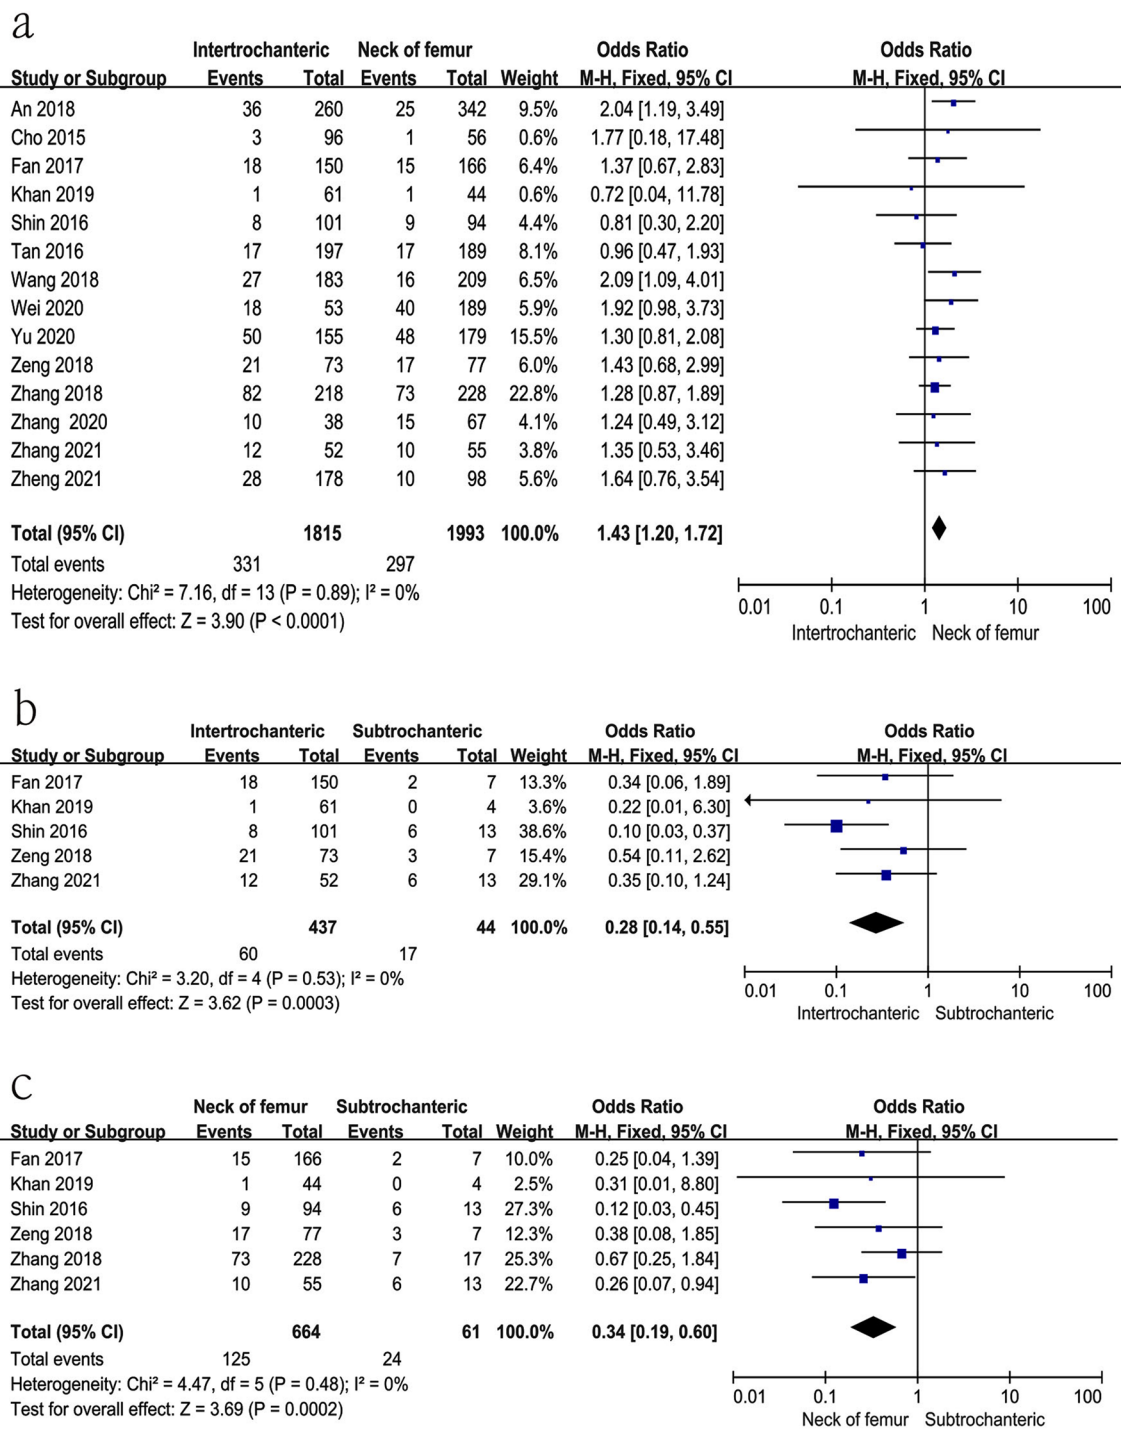 a
Intertrochanteric Neck of femur Odds Ratio Odds Ratio
Study or Subgroup Events Total Events Total Weight M-H, Fixed, 95% CI M-H, Fixed, 95% CI
An 2018 36 260 25 342 9.5% 2.04 [1.19, 3.49]
Cho 2015 3 96 1 56 0.6% 1.77 [0.18, 17.48]
Fan 2017 18 150 15 166 6.4% 1.37 [0.67, 2.83]
Khan 2019 1 61 1 44 0.6% 0.72 [0.04, 11.78]
Shin 2016 8 101 9 94 4.4% 0.81 [0.30, 2.20]
Tan 2016 17 197 17 189 8.1% 0.96 [0.47, 1.93]
Wang 2018 27 183 16 209 6.5% 2.09 [1.09, 4.01]
Wei 2020 18 53 40 189 5.9% 1.92 [0.98, 3.73]
Yu 2020 50 155 48 179 15.5% 1.30 [0.81, 2.08]
Zeng 2018 21 73 17 77 6.0% 1.43 [0.68, 2.99]
Zhang 2018 82 218 73 228 22.8% 1.28 [0.87, 1.89]
Zhang 2020 10 38 15 67 4.1% 1.24 [0.49, 3.12]
Zhang 2021 12 52 10 55 3.8% 1.35 [0.53, 3.46]
Zheng 2021 28 178 10 98 5.6% 1.64 [0.76, 3.54]
Total (95% CI) 1815 1993 100.0% 1.43 [1.20, 1.72]
Total events 331 297
Heterogeneity: Chi² = 7.16, df = 13 (P = 0.89); I² = 0%
Test for overall effect: Z = 3.90 (P < 0.0001)
0.01 0.1 1 10 100
Intertrochanteric Neck of femur
b
Intertrochanteric Subtrochanteric Odds Ratio Odds Ratio
Study or Subgroup Events Total Events Total Weight M-H, Fixed, 95% CI M-H, Fixed, 95% CI
Fan 2017 18 150 2 7 13.3% 0.34 [0.06, 1.89]
Khan 2019 1 61 0 4 3.6% 0.22 [0.01, 6.30]
Shin 2016 8 101 6 13 38.6% 0.10 [0.03, 0.37]
Zeng 2018 21 73 3 7 15.4% 0.54 [0.11, 2.62]
Zhang 2021 12 52 6 13 29.1% 0.35 [0.10, 1.24]
Total (95% CI) 437 44 100.0% 0.28 [0.14, 0.55]
Total events 60 17
Heterogeneity: Chi² = 3.20, df = 4 (P = 0.53); I² = 0%
Test for overall effect: Z = 3.62 (P = 0.0003)
0.01 0.1 1 10 100
Intertrochanteric Subtrochanteric
c
Neck of femur Subtrochanteric Odds Ratio Odds Ratio
Study or Subgroup Events Total Events Total Weight M-H, Fixed, 95% CI M-H, Fixed, 95% CI
Fan 2017 15 166 2 7 10.0% 0.25 [0.04, 1.39]
Khan 2019 1 44 0 4 2.5% 0.31 [0.01, 8.80]
Shin 2016 9 94 6 13 27.3% 0.12 [0.03, 0.45]
Zeng 2018 17 77 3 7 12.3% 0.38 [0.08, 1.85]
Zhang 2018 73 228 7 17 25.3% 0.67 [0.25, 1.84]
Zhang 2021 10 55 6 13 22.7% 0.26 [0.07, 0.94]
Total (95% CI) 664 61 100.0% 0.34 [0.19, 0.60]
Total events 125 24
Heterogeneity: Chi² = 4.47, df = 5 (P = 0.48); I² = 0%
Test for overall effect: Z = 3.69 (P = 0.0002)
0.01 0.1 1 10 100
Neck of femur Subtrochanteric